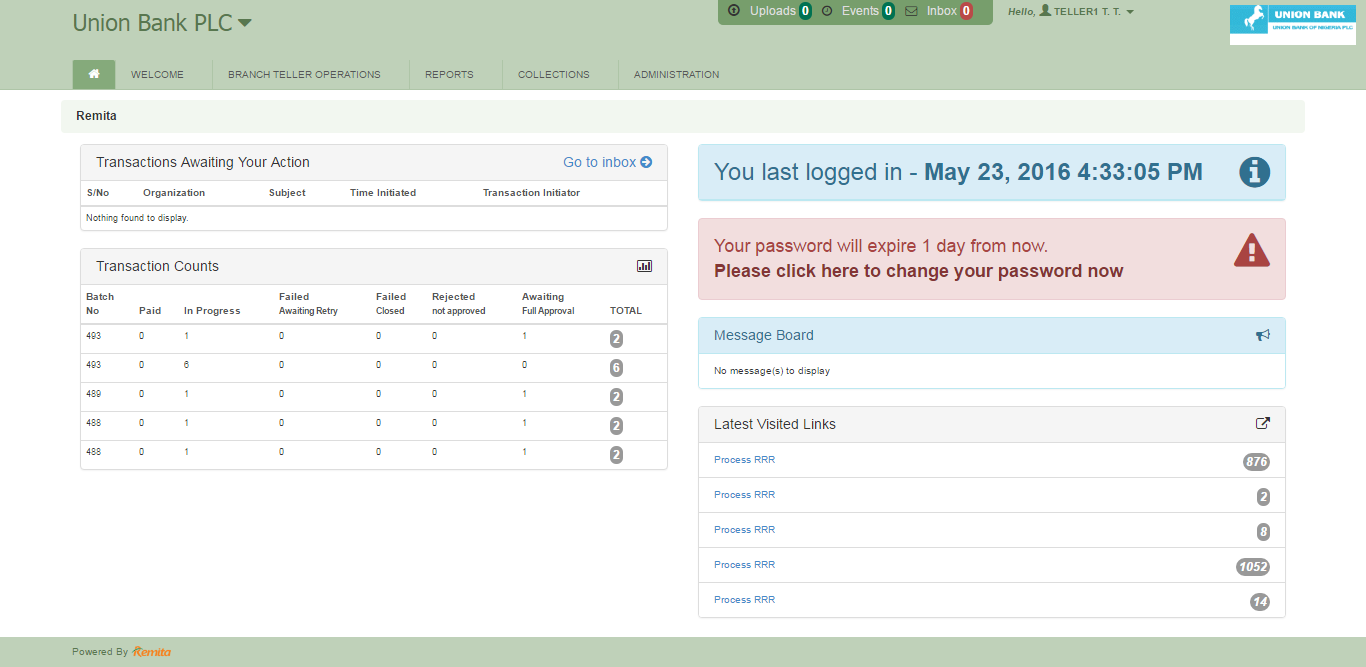 Union Bank PLC
Uploads 0 Events 0 Inbox 0
Hello, TELLER1 T. T.
UNION BANK
UNION BANK OF NIGERIA PLC
WELCOME BRANCH TELLER OPERATIONS REPORTS COLLECTIONS ADMINISTRATION
Remita
Transactions Awaiting Your Action Go to inbox
S/No Organization Subject Time Initiated Transaction Initiator
Nothing found to display.
Transaction Counts
Batch No Paid In Progress Failed Awaiting Retry Failed Closed Rejected not approved Awaiting Full Approval TOTAL
493 0 1 0 0 0 1 2
493 0 6 0 0 0 0 6
489 0 1 0 0 0 1 2
488 0 1 0 0 0 1 2
488 0 1 0 0 0 1 2
You last logged in - May 23, 2016 4:33:05 PM
Your password will expire 1 day from now.
Please click here to change your password now
Message Board
No message(s) to display
Latest Visited Links
Process RRR 876
Process RRR 2
Process RRR 8
Process RRR 1052
Process RRR 14
Powered By Remita